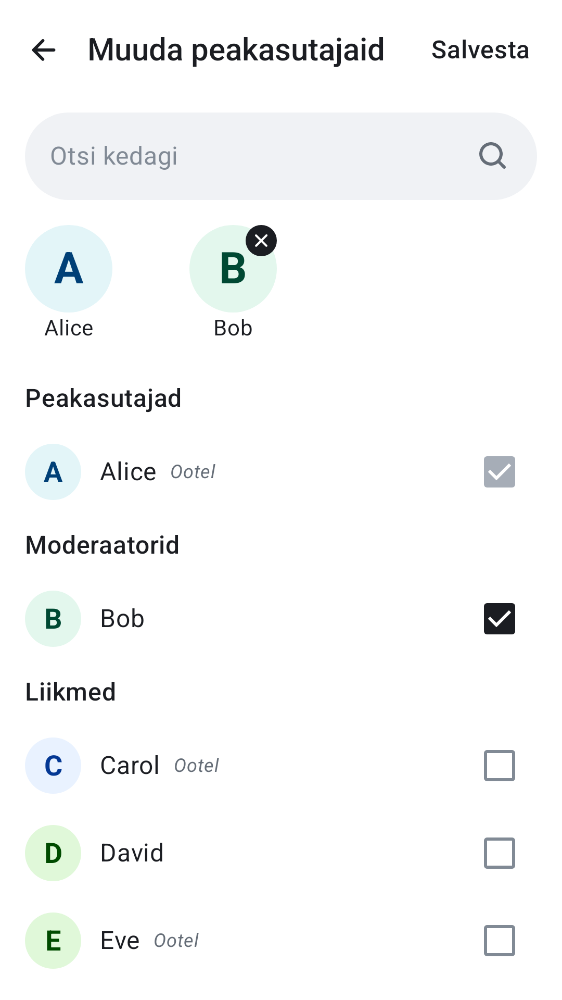 Muuda peakasutajaid Salvesta
Otsi kedagi
A B
Alice Bob
Peakasutajad
A Alice Ootel
Moderaatorid
B Bob
Liikmed
C Carol Ootel
D David
E Eve Ootel